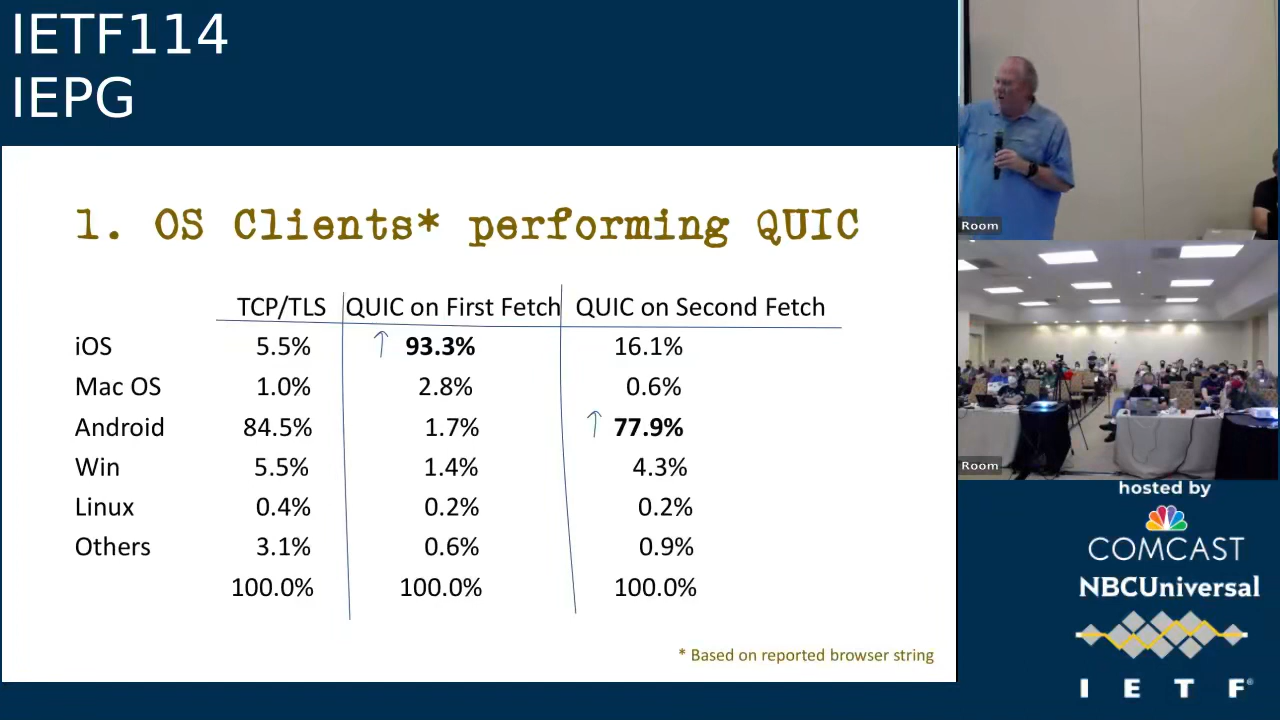 IETF114
IEPG
1. OS Clients* performing QUIC
TCP/TLS QUIC on First Fetch QUIC on Second Fetch
iOS 5.5% ↑ 93.3% 16.1%
Mac OS 1.0% 2.8% 0.6%
Android 84.5% 1.7% ↑ 77.9%
Win 5.5% 1.4% 4.3%
Linux 0.4% 0.2% 0.2%
Others 3.1% 0.6% 0.9%
100.0% 100.0% 100.0%
* Based on reported browser string
Room
Room
hosted by
COMCAST
NBCUniversal
I E T F®